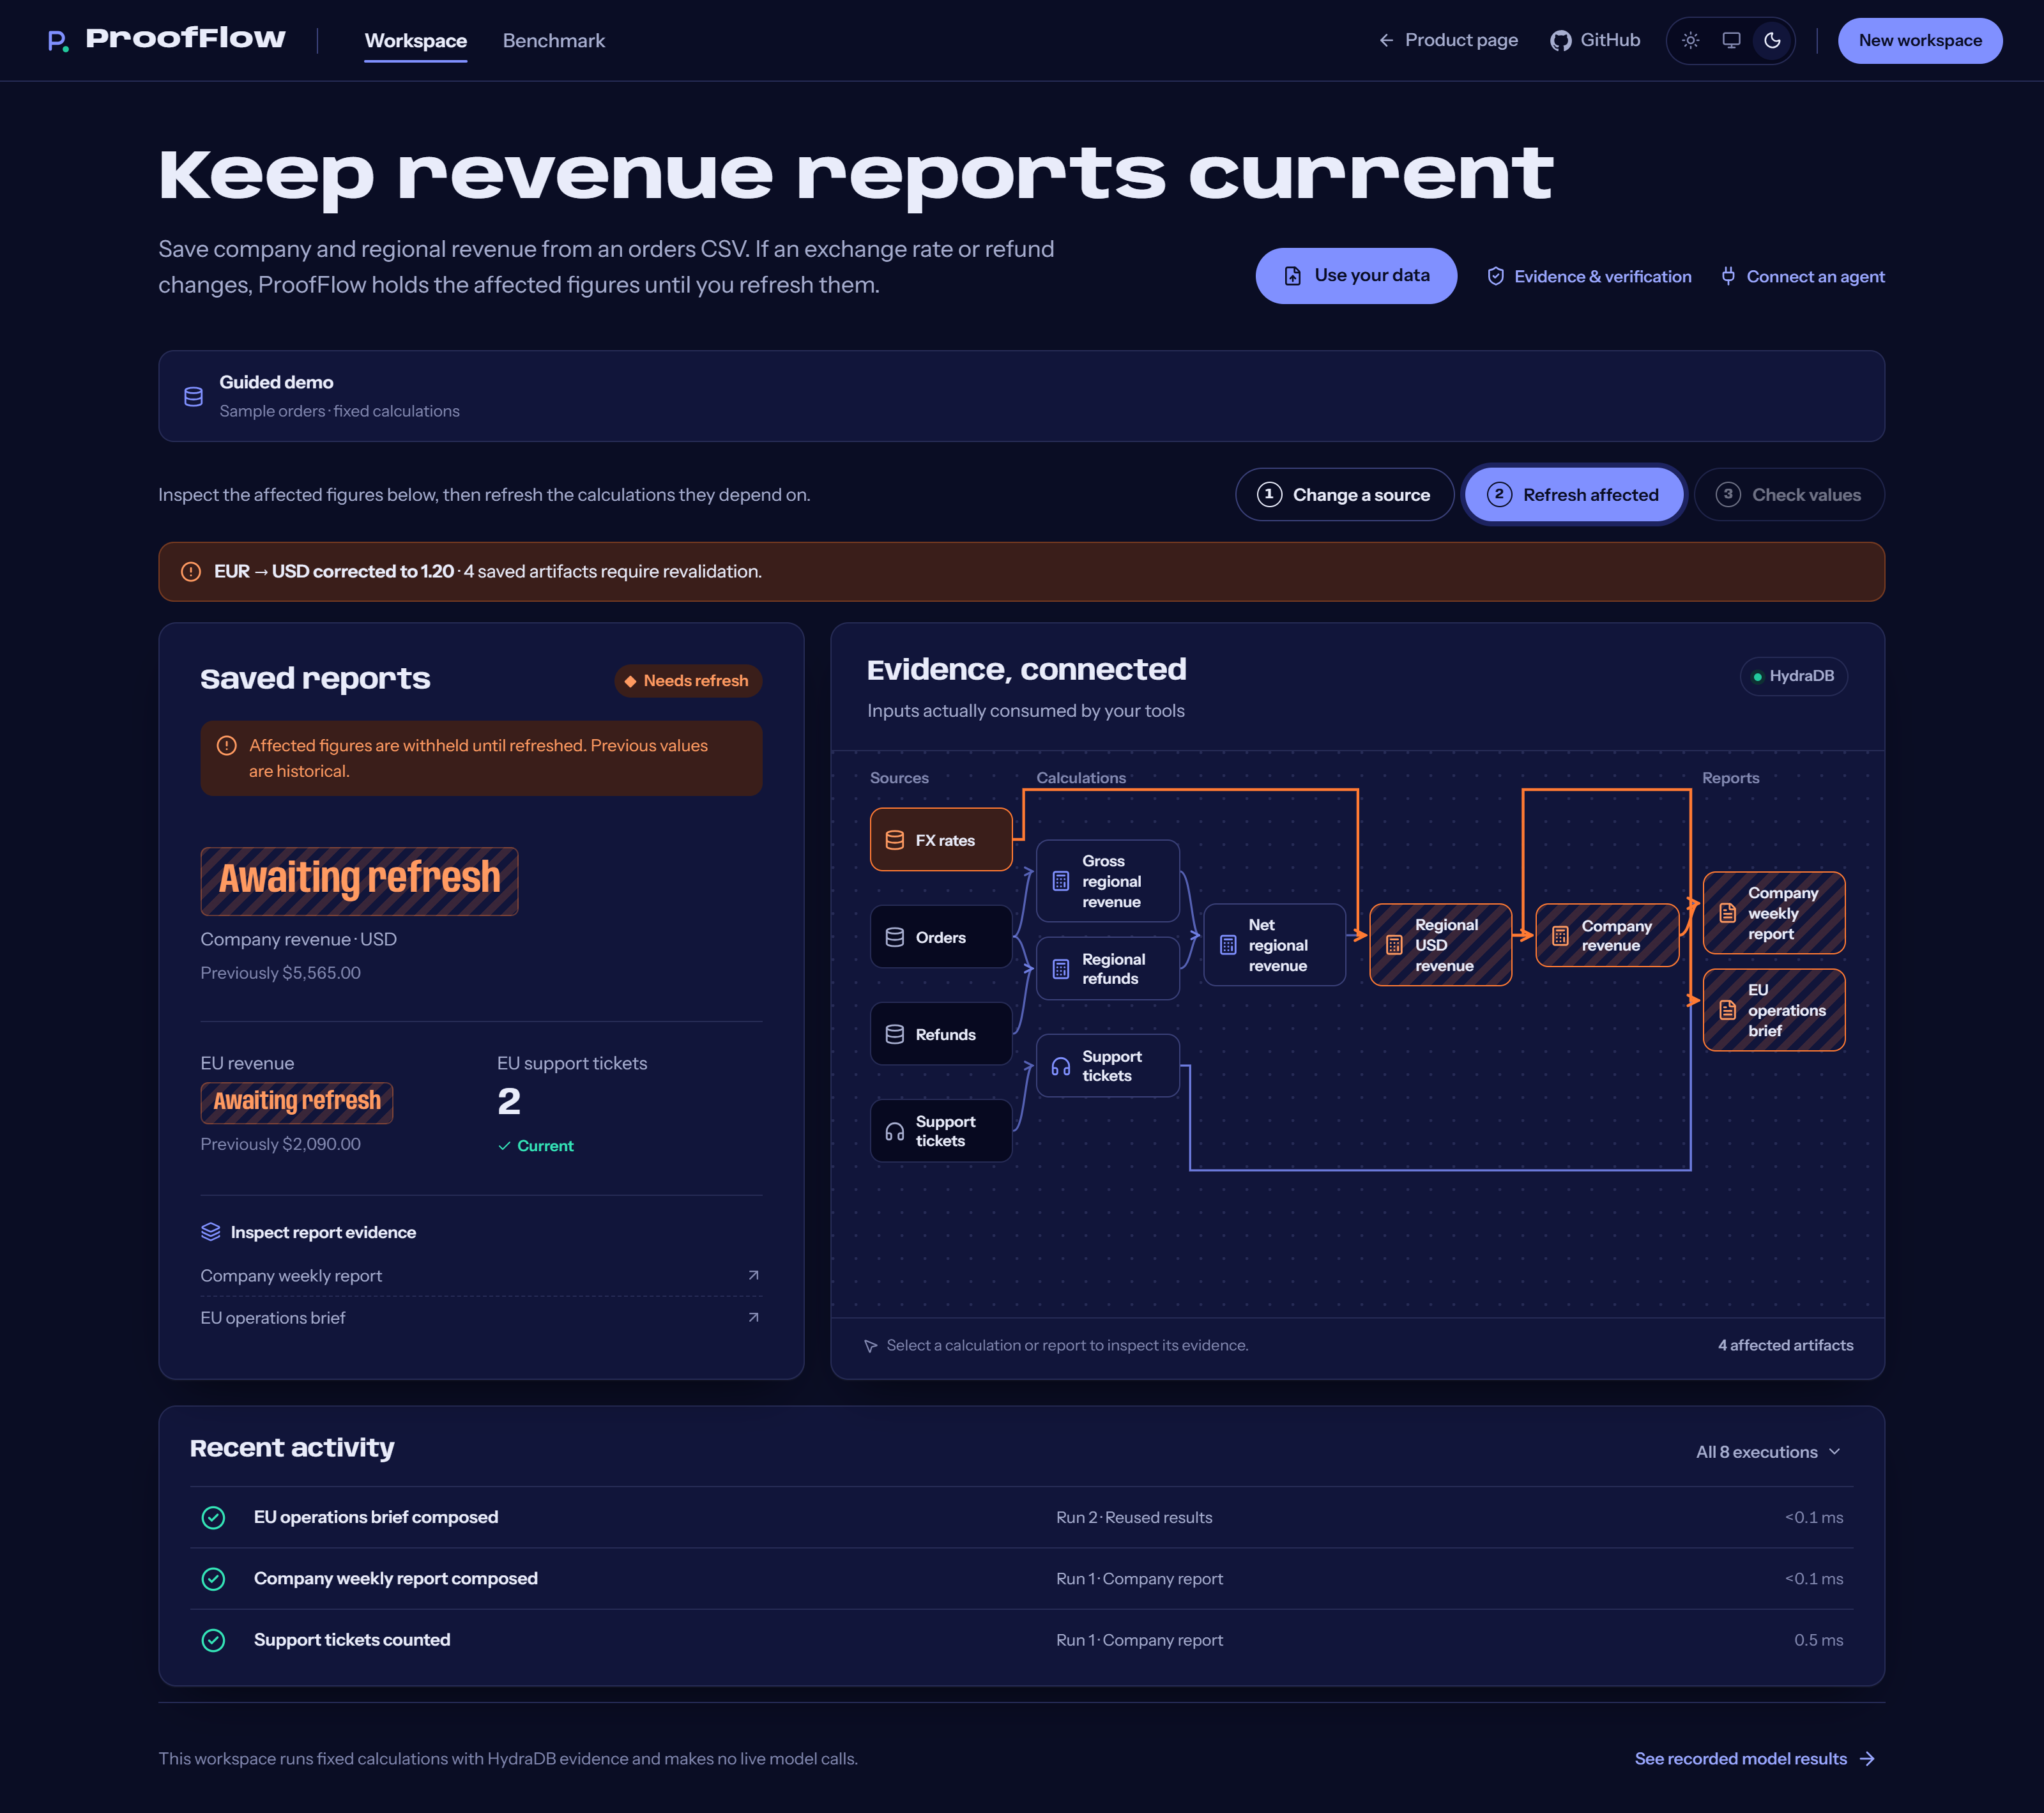 P. ProofFlow
Workspace
Benchmark
Product page
GitHub
New workspace
Keep revenue reports current
Save company and regional revenue from an orders CSV. If an exchange rate or refund
changes, ProofFlow holds the affected figures until you refresh them.
Use your data
Evidence & verification
Connect an agent
Guided demo
Sample orders · fixed calculations
Inspect the affected figures below, then refresh the calculations they depend on.
1 Change a source
2 Refresh affected
3 Check values
EUR → USD corrected to 1.20 · 4 saved artifacts require revalidation.
Saved reports
Needs refresh
Affected figures are withheld until refreshed. Previous values
are historical.
Awaiting refresh
Company revenue · USD
Previously $5,565.00
EU revenue
Awaiting refresh
Previously $2,090.00
EU support tickets
2
Current
Inspect report evidence
Company weekly report
EU operations brief
Evidence, connected
HydraDB
Inputs actually consumed by your tools
Sources
Calculations
Reports
FX rates
Orders
Refunds
Support
tickets
Gross
regional
revenue
Regional
refunds
Support
tickets
Net
regional
revenue
Regional
USD
revenue
Company
revenue
Company
weekly
report
EU
operations
brief
Select a calculation or report to inspect its evidence.
4 affected artifacts
Recent activity
All 8 executions
EU operations brief composed
Run 2 · Reused results
<0.1 ms
Company weekly report composed
Run 1 · Company report
<0.1 ms
Support tickets counted
Run 1 · Company report
0.5 ms
This workspace runs fixed calculations with HydraDB evidence and makes no live model calls.
See recorded model results